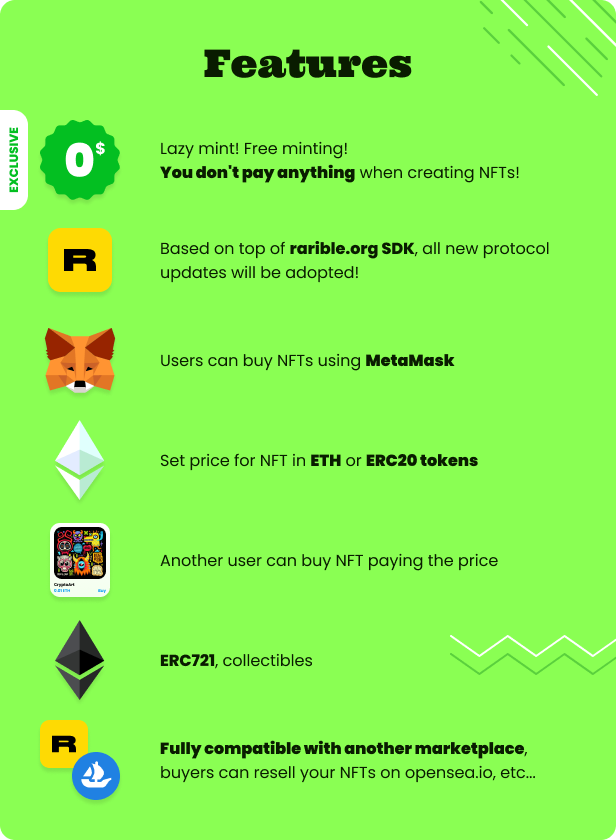 Features
EXCLUSIVE
0$
Lazy mint! Free minting!
You don't pay anything when creating NFTs!
R
Based on top of rarible.org SDK, all new protocol
updates will be adopted!
Users can buy NFTs using MetaMask
Set price for NFT in ETH or ERC20 tokens
CryptoArt
0.01 ETH
Buy
Another user can buy NFT paying the price
ERC721, collectibles
R
Fully compatible with another marketplace,
buyers can resell your NFTs on opensea.io, etc...